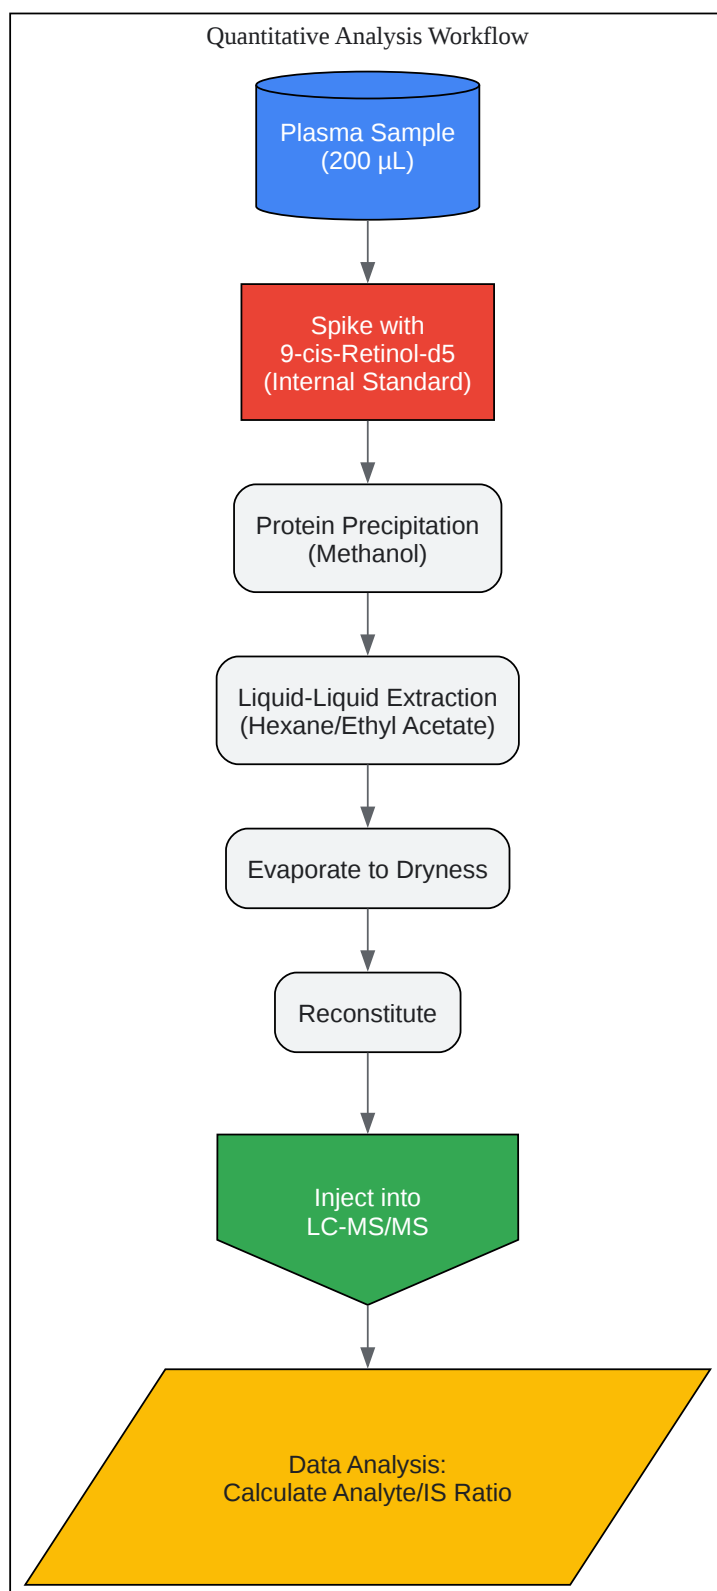 Quantitative Analysis Workflow
Plasma Sample
(200 µL)
Spike with
9-cis-Retinol-d5
(Internal Standard)
Protein Precipitation
(Methanol)
Liquid-Liquid Extraction
(Hexane/Ethyl Acetate)
Evaporate to Dryness
Reconstitute
Inject into
LC-MS/MS
Data Analysis:
Calculate Analyte/IS Ratio